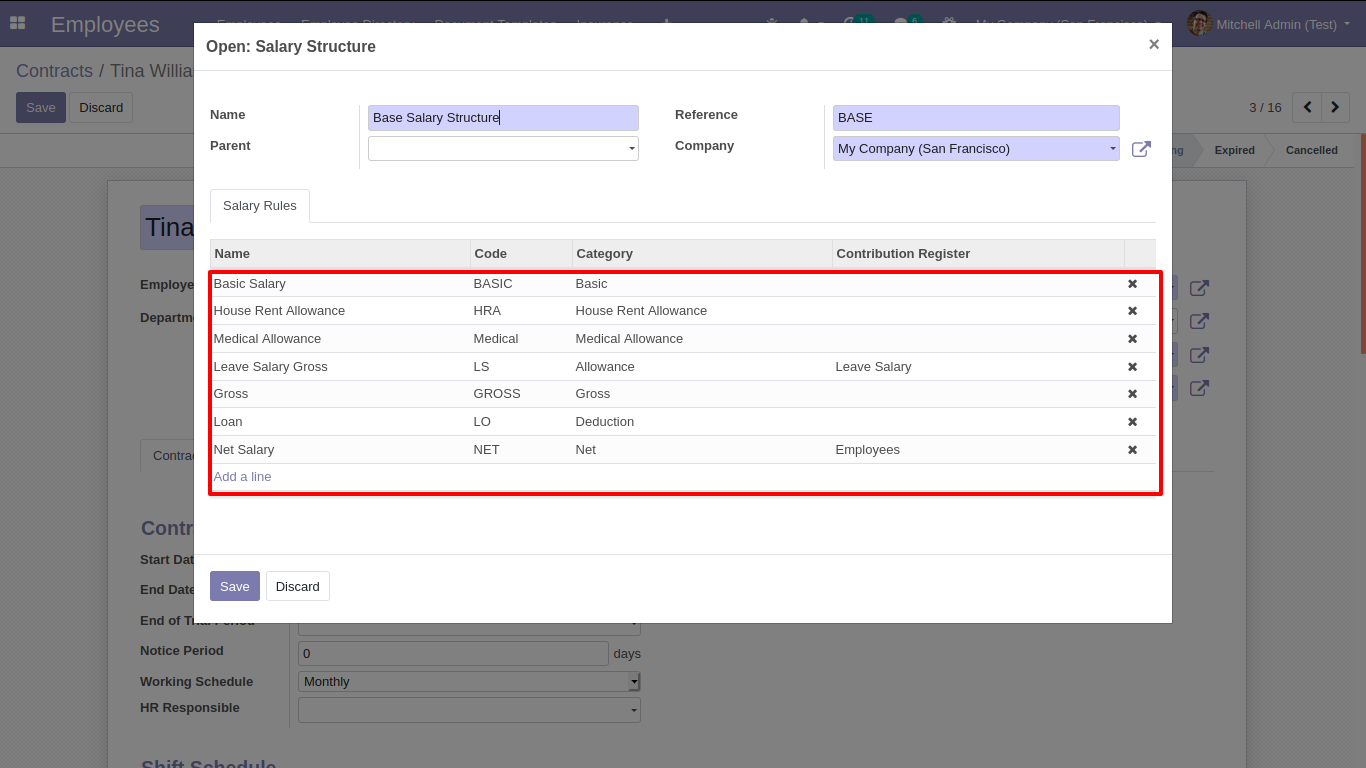 Employees
Mitchell Admin (Test)
Open: Salary Structure
×
Contracts / Tina Willia
Save Discard
3 / 16
Expired Cancelled
Name Base Salary Structure Reference BASE
Parent Company My Company (San Francisco)
Salary Rules
Tina
Name Code Category Contribution Register
Basic Salary BASIC Basic
House Rent Allowance HRA House Rent Allowance
Medical Allowance Medical Medical Allowance
Leave Salary Gross LS Allowance Leave Salary
Gross GROSS Gross
Loan LO Deduction
Net Salary NET Net Employees
Add a line
Employe
Departm
Contrac
Contr
Start Dat
End Date
Save Discard
End of Trial Period
Notice Period 0 days
Working Schedule Monthly
HR Responsible
Shift Schedule